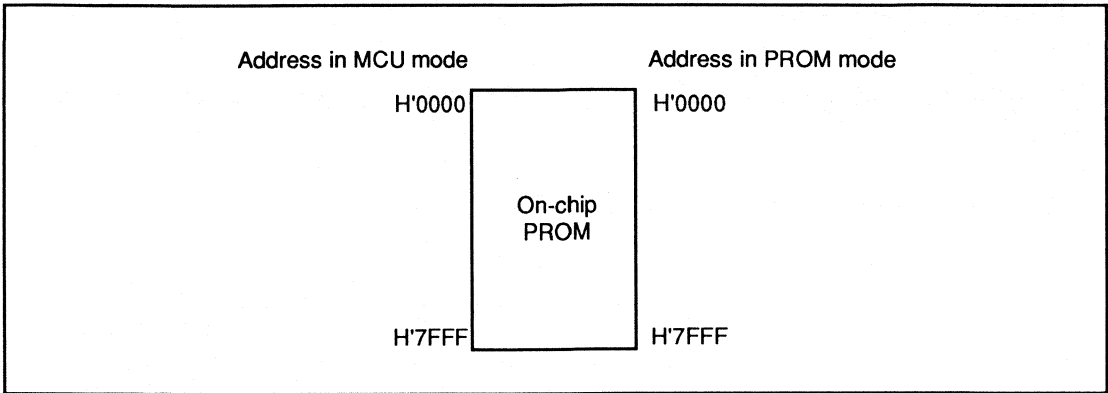 Address in MCU mode Address in PROM mode
H'0000 H'0000
On-chip
PROM
H'7FFF H'7FFF